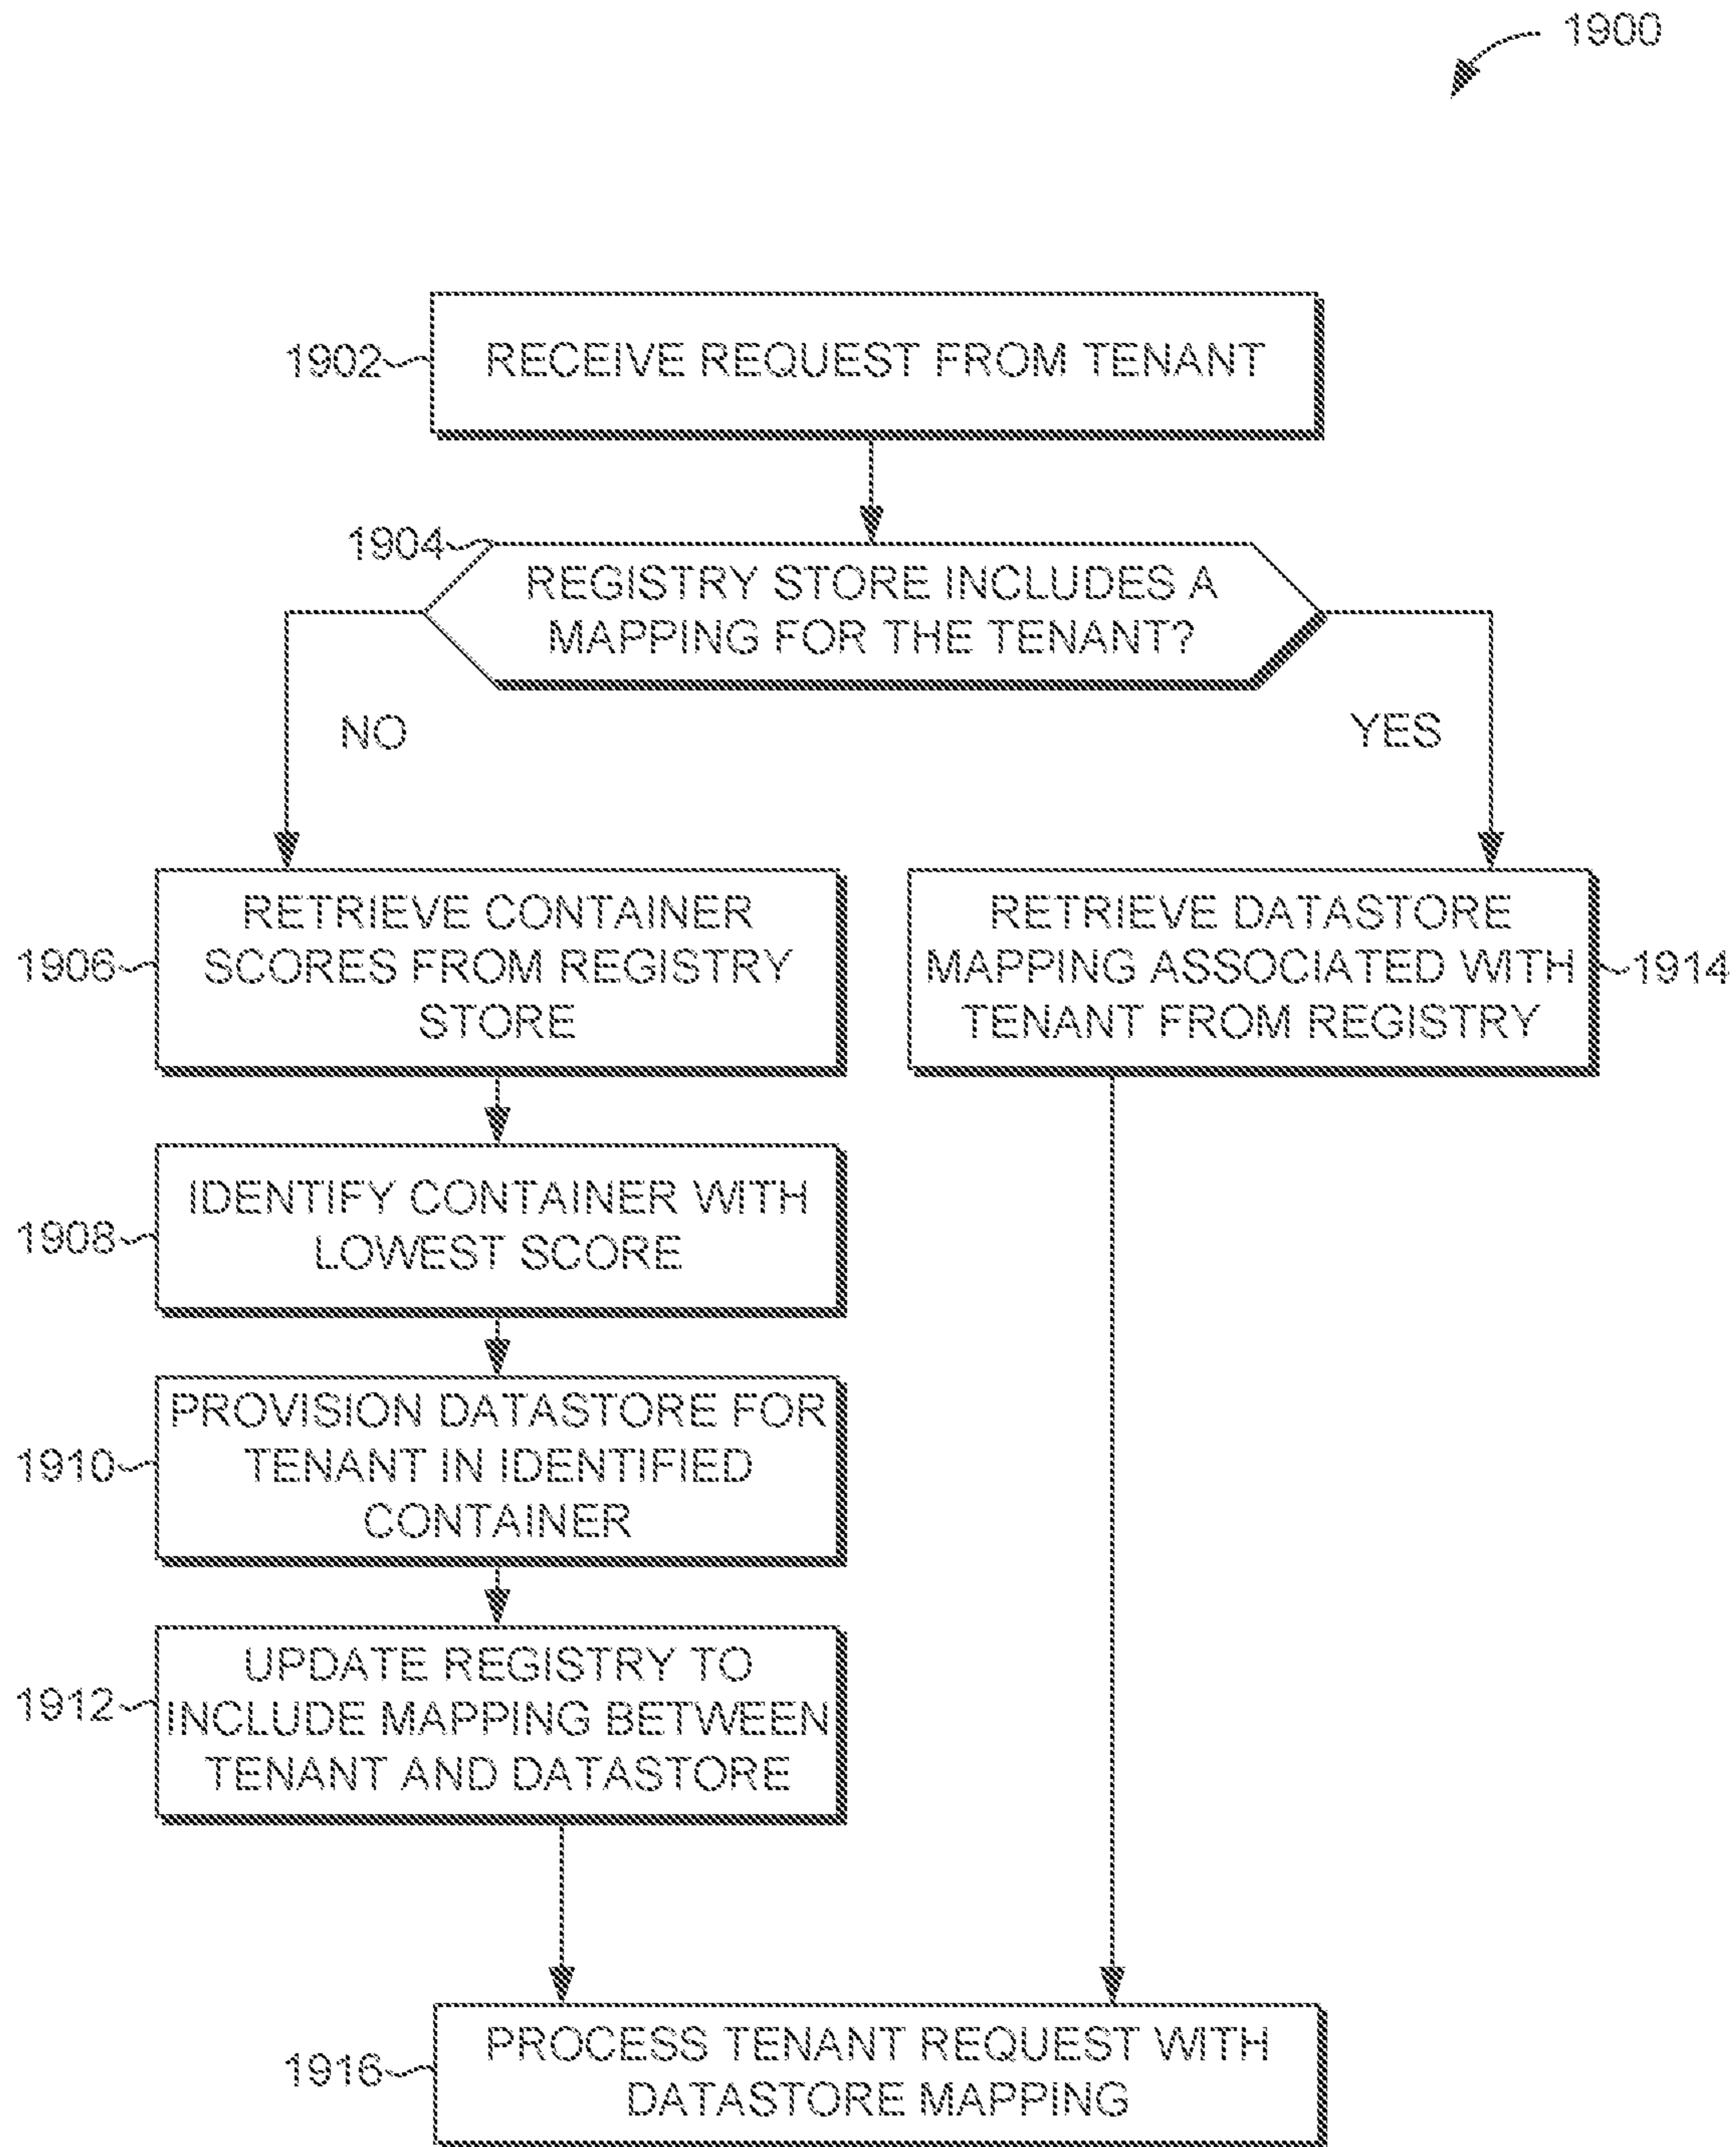 1900
1902
RECEIVE REQUEST FROM TENANT
1904
REGISTRY STORE INCLUDES A
MAPPING FOR THE TENANT?
NO
YES
1906
RETRIEVE CONTAINER
SCORES FROM REGISTRY
STORE
RETRIEVE DATASTORE
MAPPING ASSOCIATED WITH
TENANT FROM REGISTRY
1914
1908
IDENTIFY CONTAINER WITH
LOWEST SCORE
1910
PROVISION DATASTORE FOR
TENANT IN IDENTIFIED
CONTAINER
1912
UPDATE REGISTRY TO
INCLUDE MAPPING BETWEEN
TENANT AND DATASTORE
1916
PROCESS TENANT REQUEST WITH
DATASTORE MAPPING